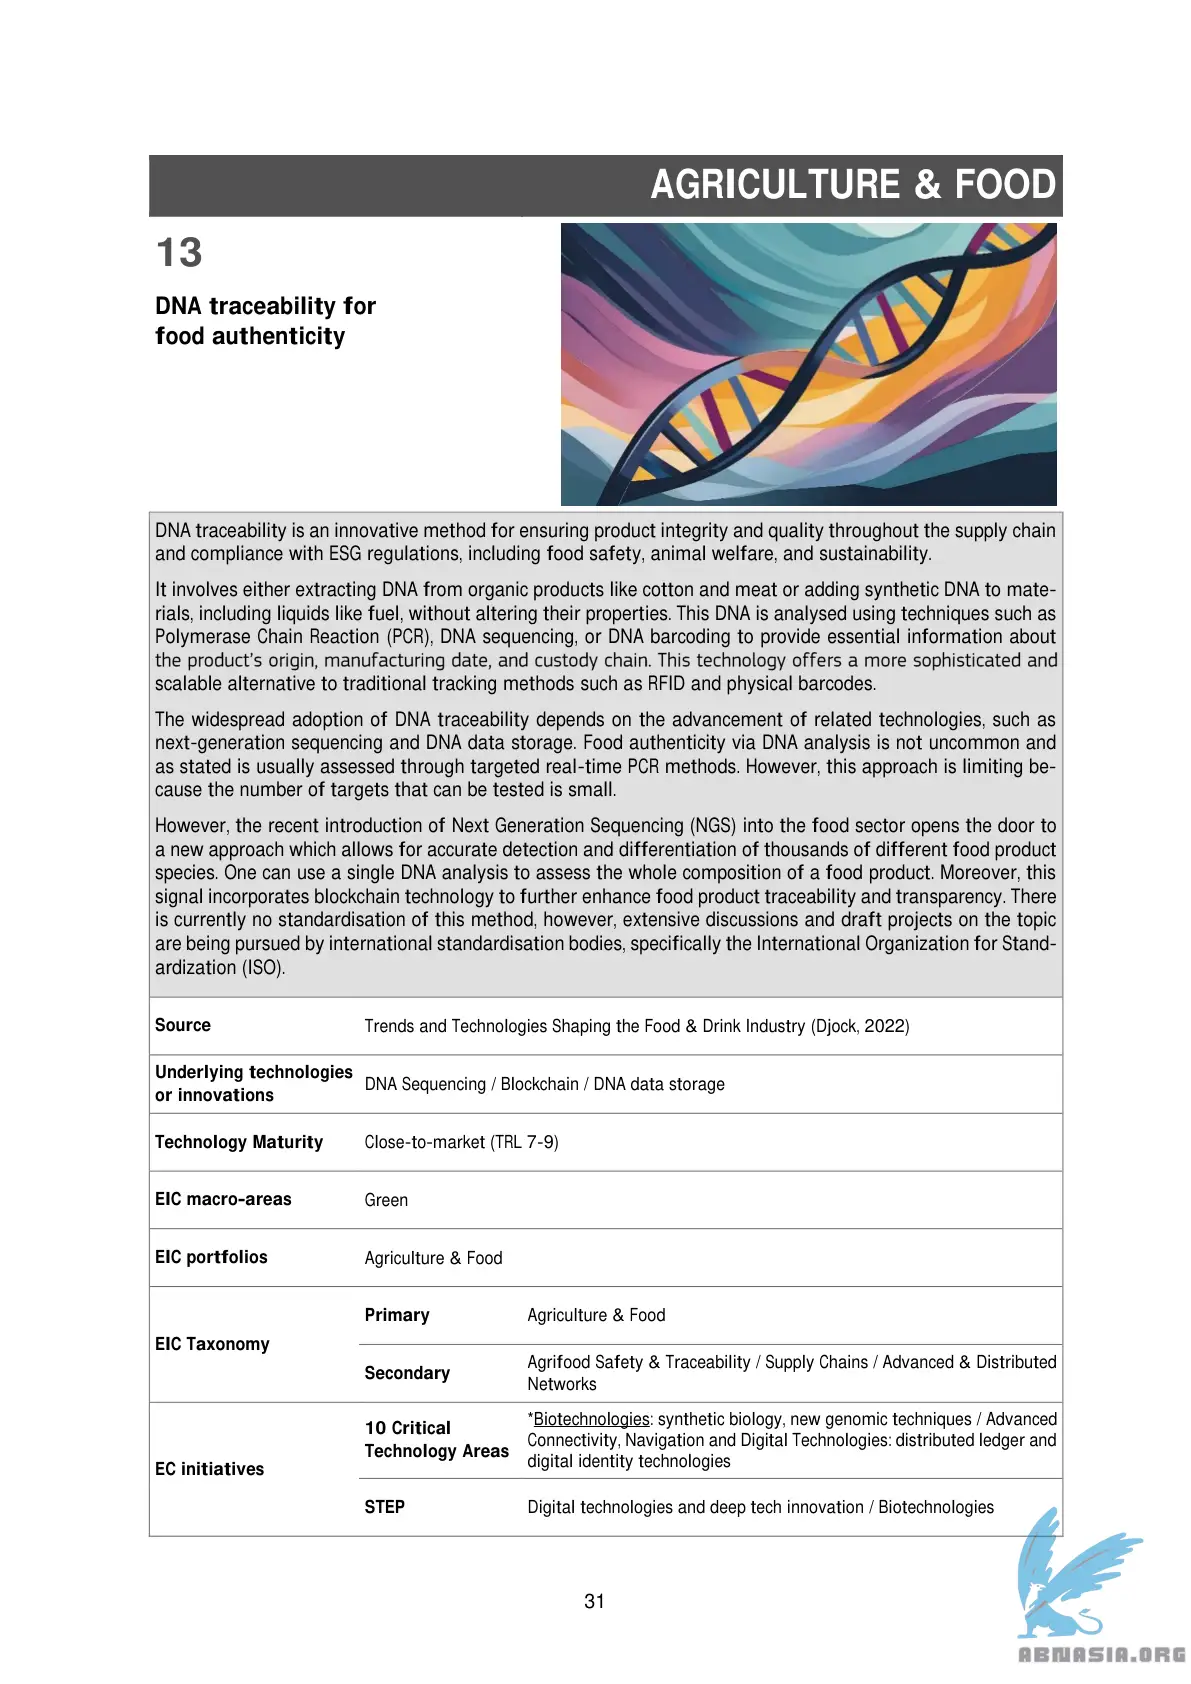 AGRICULTURE & FOOD
13
DNA traceability for
food authenticity
DNA traceability is an innovative method for ensuring product integrity and quality throughout the supply chain
and compliance with ESG regulations, including food safety, animal welfare, and sustainability.
It involves either extracting DNA from organic products like cotton and meat or adding synthetic DNA to mate-
rials, including liquids like fuel, without altering their properties. This DNA is analysed using techniques such as
Polymerase Chain Reaction (PCR), DNA sequencing, or DNA barcoding to provide essential information about
the product’s origin, manufacturing date, and custody chain. This technology offers a more sophisticated and
scalable alternative to traditional tracking methods such as RFID and physical barcodes.
The widespread adoption of DNA traceability depends on the advancement of related technologies, such as
next-generation sequencing and DNA data storage. Food authenticity via DNA analysis is not uncommon and
as stated is usually assessed through targeted real-time PCR methods. However, this approach is limiting be-
cause the number of targets that can be tested is small.
However, the recent introduction of Next Generation Sequencing (NGS) into the food sector opens the door to
a new approach which allows for accurate detection and differentiation of thousands of different food product
species. One can use a single DNA analysis to assess the whole composition of a food product. Moreover, this
signal incorporates blockchain technology to further enhance food product traceability and transparency. There
is currently no standardisation of this method, however, extensive discussions and draft projects on the topic
are being pursued by international standardisation bodies, specifically the International Organization for Stand-
ardization (ISO).
Source
Trends and Technologies Shaping the Food & Drink Industry (Djock, 2022)
Underlying technologies
or innovations
DNA Sequencing / Blockchain / DNA data storage
Technology Maturity
Close-to-market (TRL 7-9)
EIC macro-areas
Green
EIC portfolios
Agriculture & Food
EIC Taxonomy
Primary
Agriculture & Food
Secondary
Agrifood Safety & Traceability / Supply Chains / Advanced & Distributed
Networks
EC initiatives
10 Critical
Technology Areas
*Biotechnologies: synthetic biology, new genomic techniques / Advanced
Connectivity, Navigation and Digital Technologies: distributed ledger and
digital identity technologies
STEP
Digital technologies and deep tech innovation / Biotechnologies
31
ABNASIA.ORG